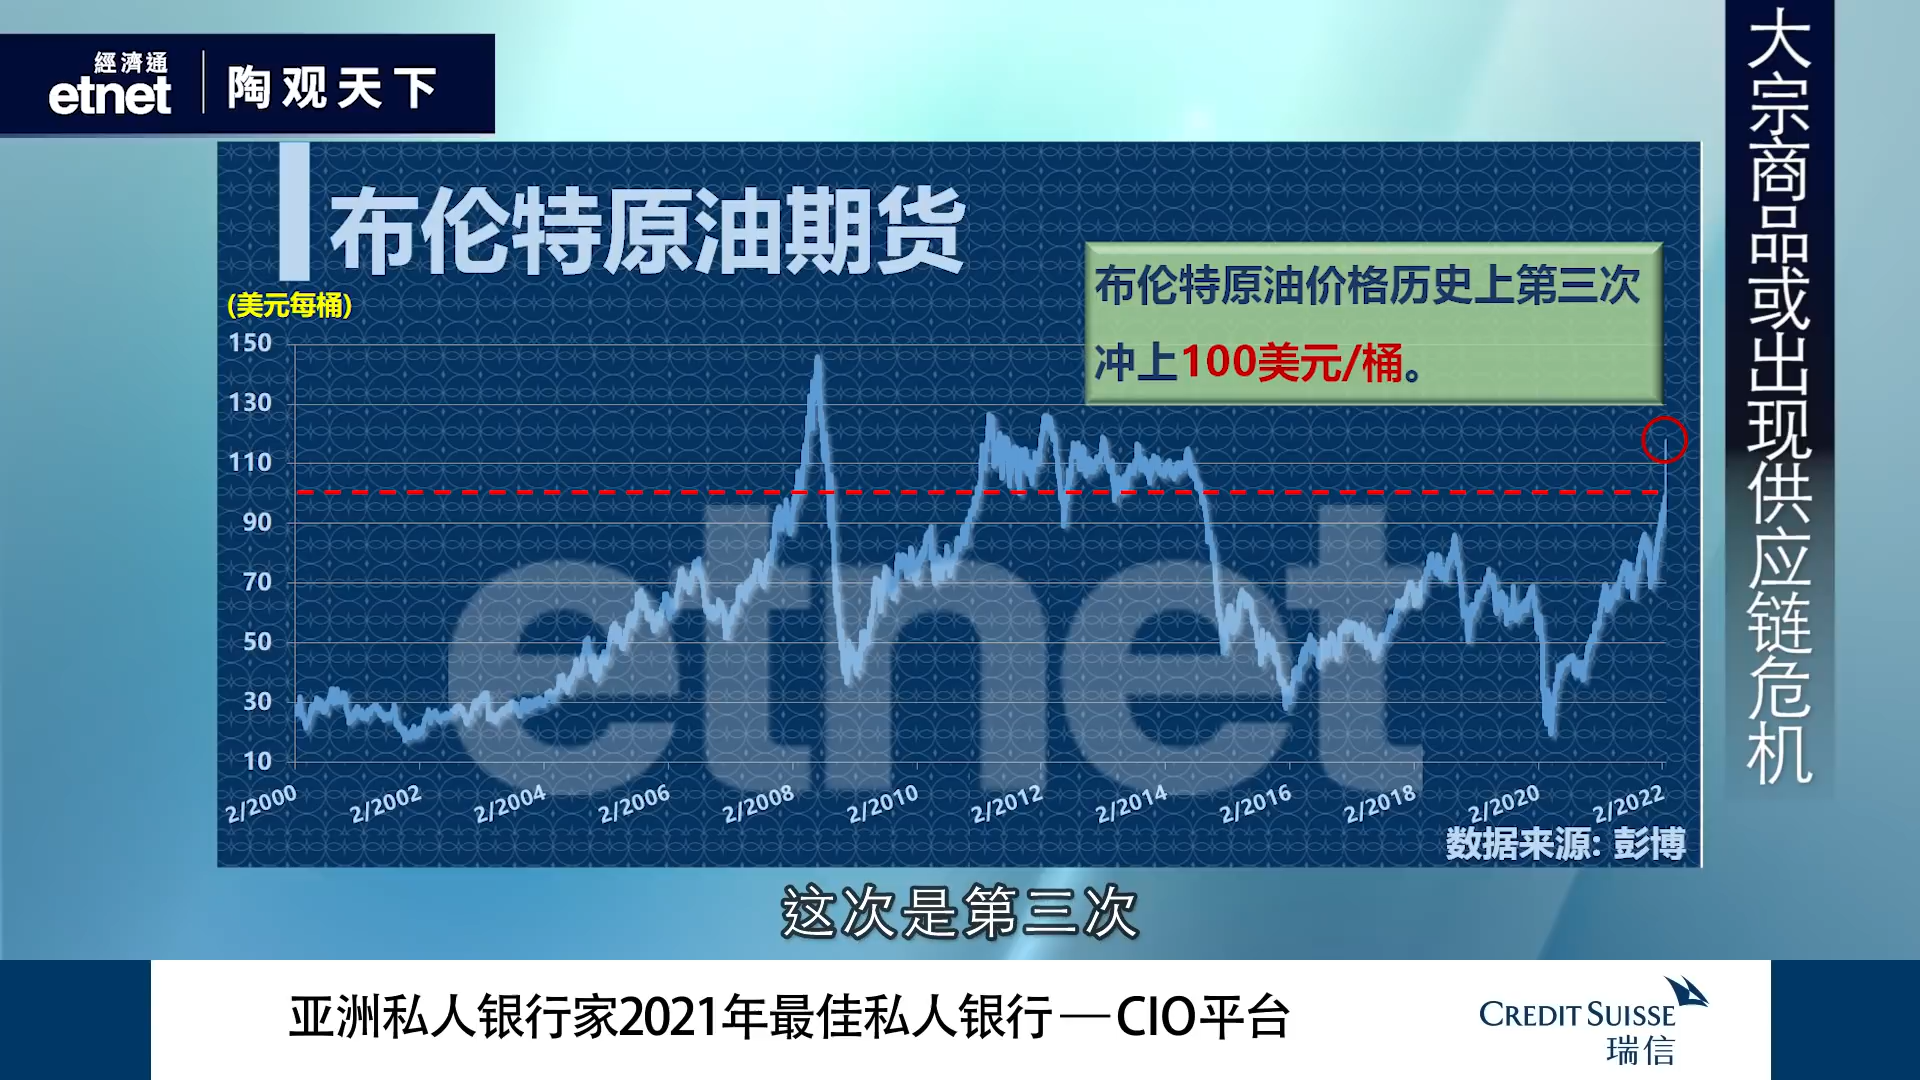 經濟通
etnet
陶观天下
大宗商品或出现供应链危机
布伦特原油期货
(美元每桶)
布伦特原油价格历史上第三次
冲上100美元/桶。
150
130
110
90
70
50
30
10
etnet
2/2000
2/2002
2/2004
2/2006
2/2008
2/2010
2/2012
2/2014
2/2016
2/2018
2/2020
2/2022
数据来源: 彭博
这次是第三次
亚洲私人银行家2021年最佳私人银行—CIO平台
CREDIT SUISSE
瑞信